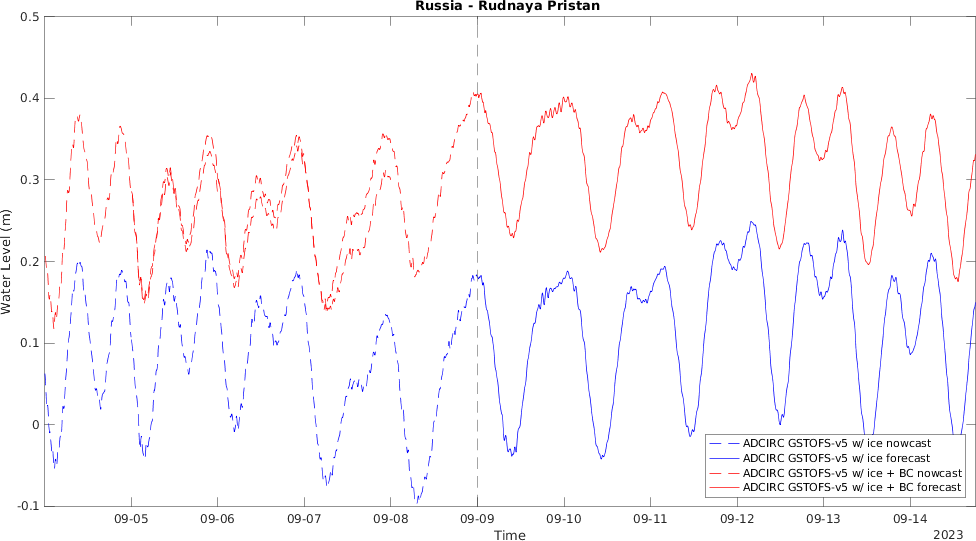 Russia - Rudnaya Pristan
0.5
0.4
0.3
0.2
0.1
0
-0.1
Water Level (m)
ADCIRC GSTOFS-v5 w/ ice nowcast
ADCIRC GSTOFS-v5 w/ ice forecast
ADCIRC GSTOFS-v5 w/ ice + BC nowcast
ADCIRC GSTOFS-v5 w/ ice + BC forecast
09-05 09-06 09-07 09-08 09-09 09-10 09-11 09-12 09-13 09-14
Time
2023